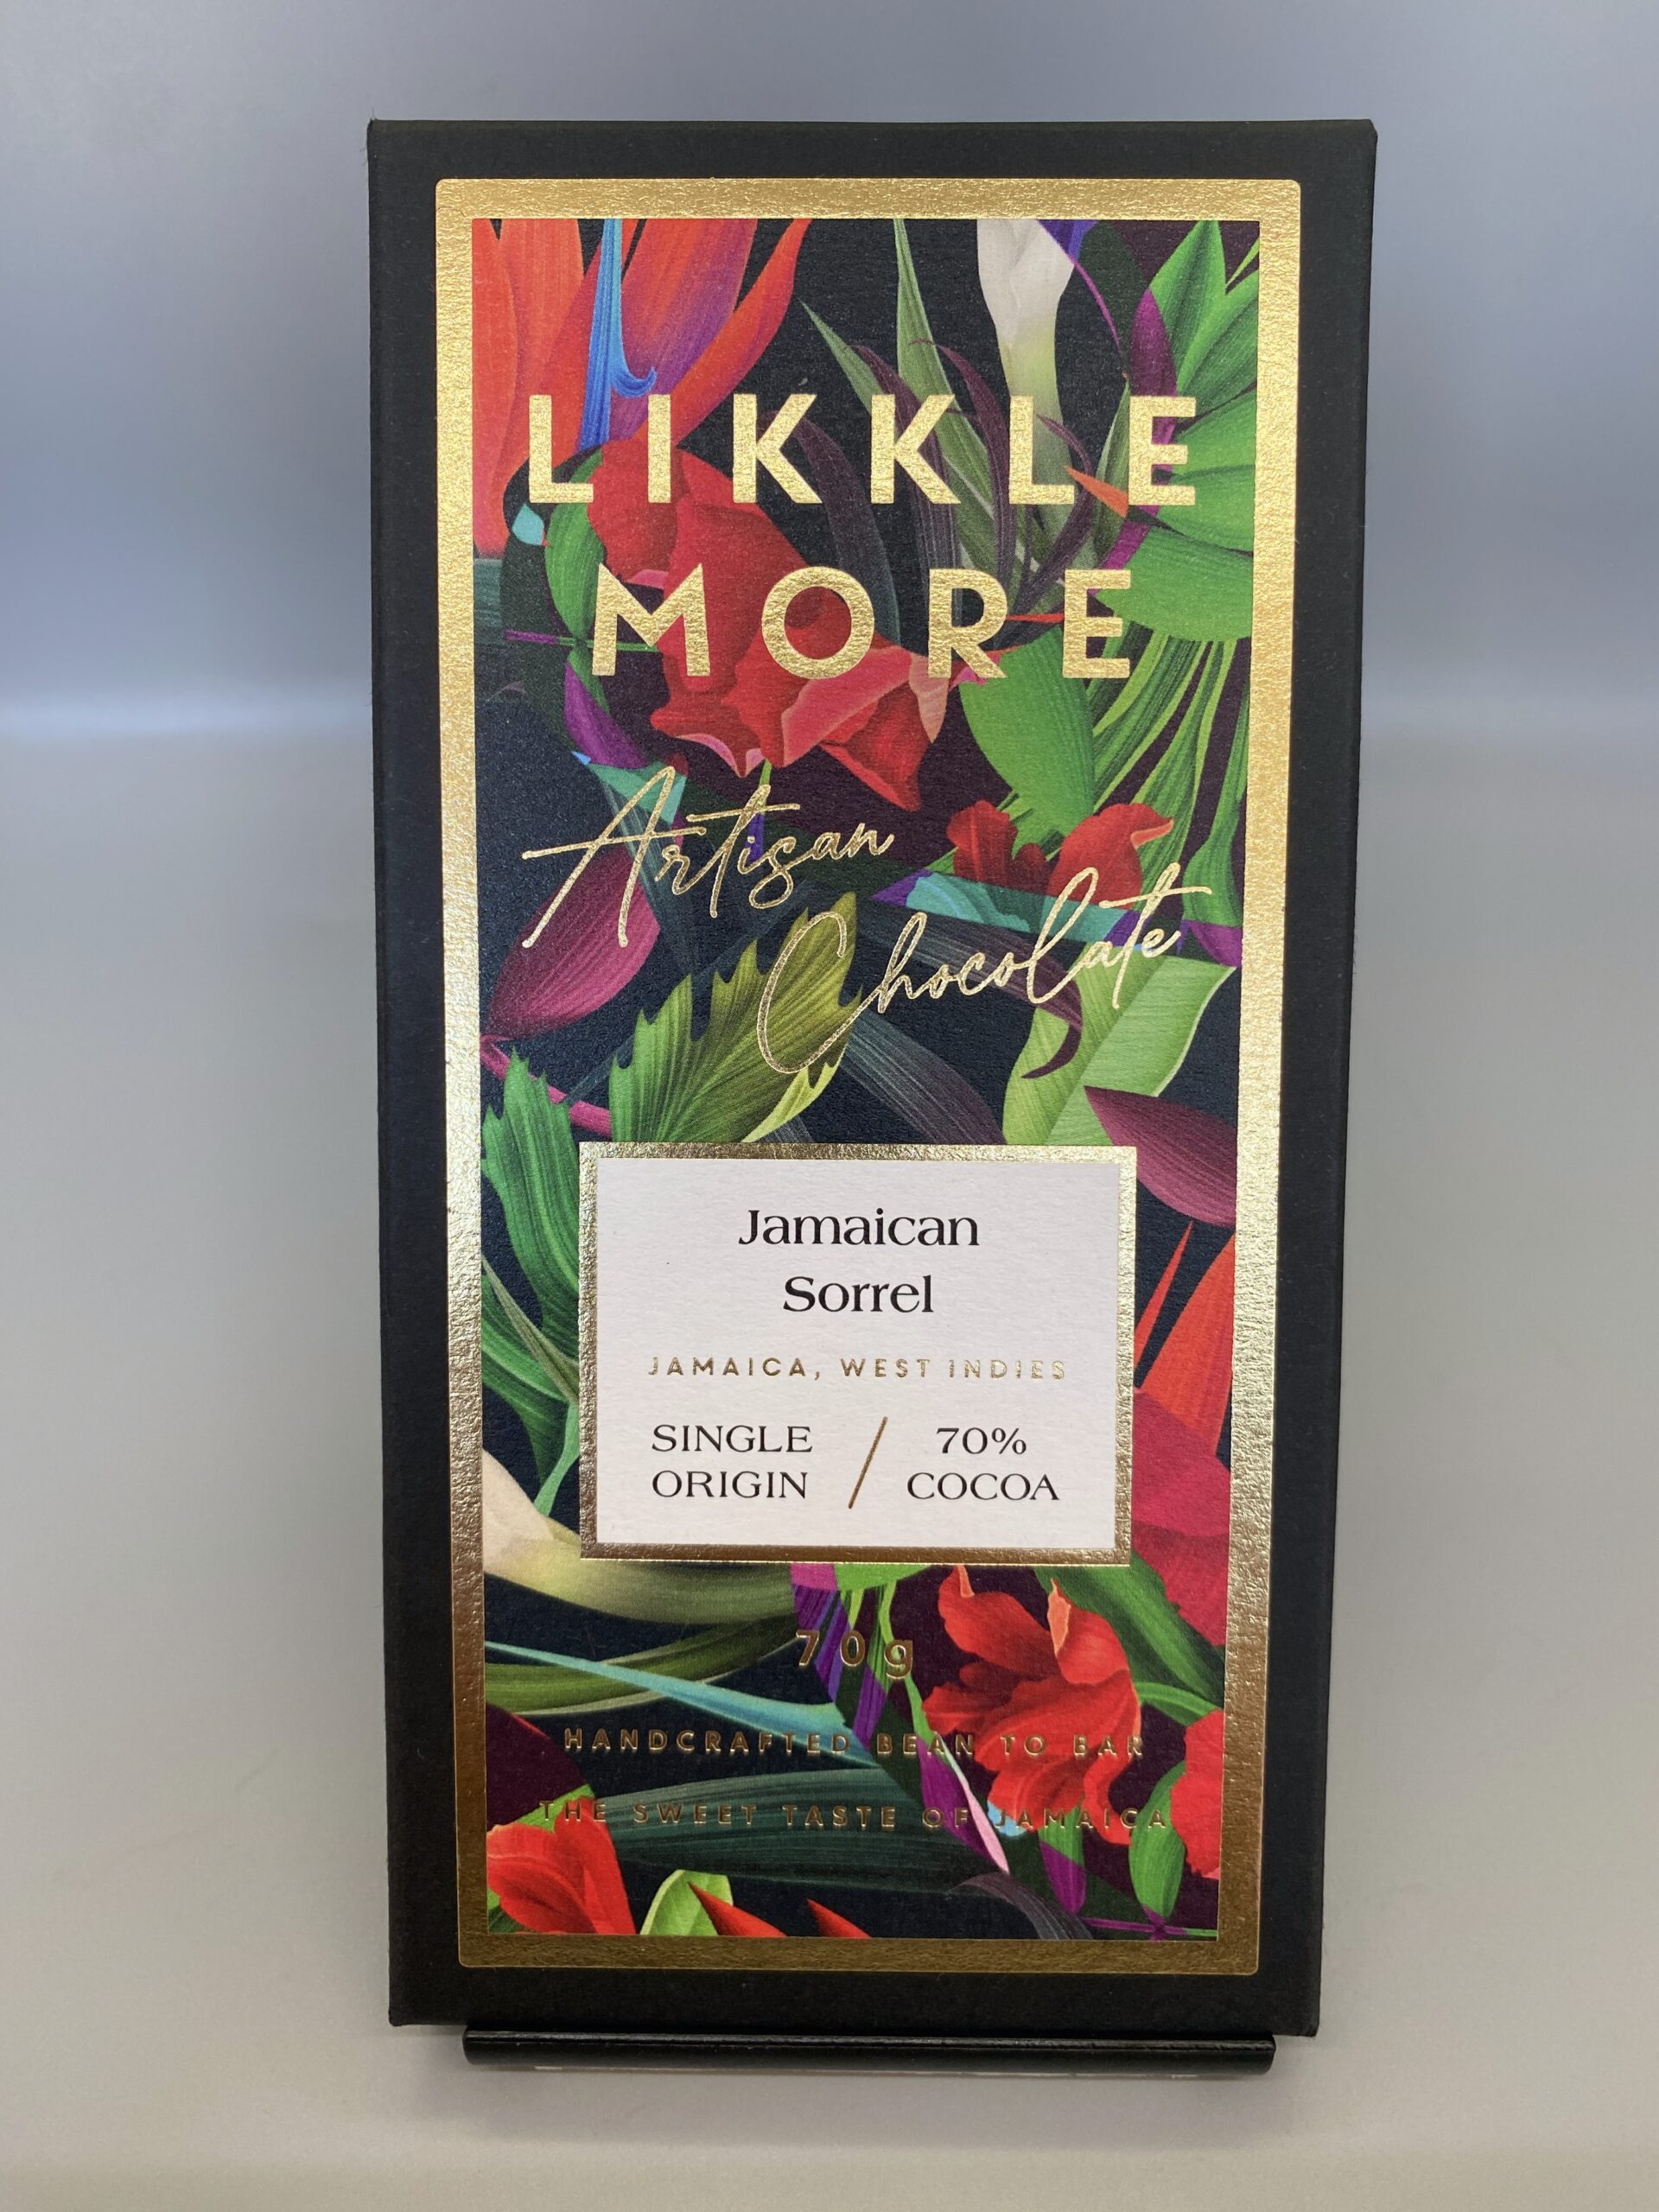 LIKKLE
MORE
Artisan
Chocolate
Jamaican
Sorrel
JAMAICA, WEST INDIES
SINGLE ORIGIN / 70% COCOA
70g
HANDCRAFTED BEAN TO BAR
THE SWEET TASTE OF JAMAICA